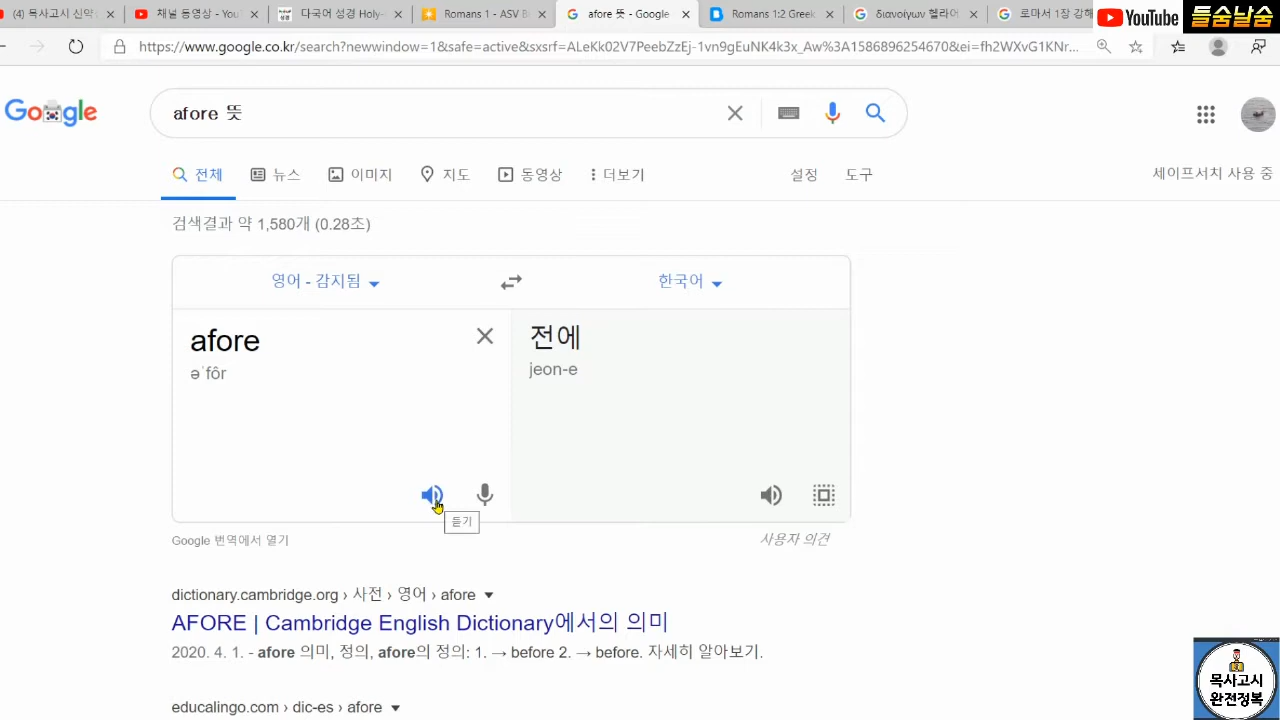 (4) 목사고시 신약
채널 동영상 - You
다국어 성경 Holy-
Romans
afore 뜻 - Google
Romans 1:2 Greek
διανοίγων 헬라
로마서 1장 강해
YouTube
들숨날숨
https://www.google.co.kr/search?newwindow=1&safe=active&sxsrf=ALeKk02V7PeebZzEj-1vn9gEuNK4k3x_Aw%3A1586896254670&ei=fh2WXvG1KNr...
Google
afore 뜻
전체
뉴스
이미지
지도
동영상
더보기
설정
도구
세이프서치 사용 중
검색결과 약 1,580개 (0.28초)
영어 - 감지됨
한국어
afore
전에
əˈfôr
jeon-e
듣기
Google 번역에서 열기
사용자 의견
dictionary.cambridge.org › 사전 › 영어 › afore
AFORE | Cambridge English Dictionary에서의 의미
2020. 4. 1. - afore 의미, 정의, afore의 정의: 1. → before 2. → before. 자세히 알아보기.
educalingo.com › dic-es › afore
목사고시
완전정복